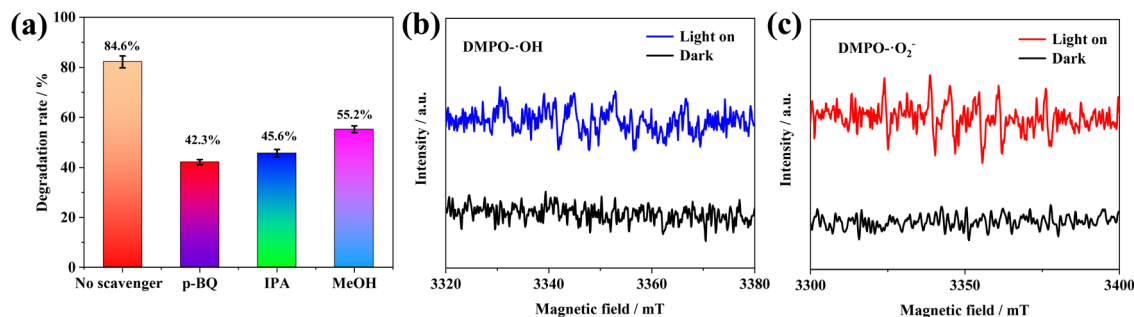 (a)
100
80
60
40
20
0
Degradation rate / %
84.6%
42.3%
45.6%
55.2%
No scavenger
p-BQ
IPA
MeOH
(b)
DMPO-·OH
Light on
Dark
Intensity / a.u.
3320
3340
3360
3380
Magnetic field / mT
(c)
DMPO-·O₂⁻
Light on
Dark
Intensity / a.u.
3300
3350
3400
Magnetic field / mT